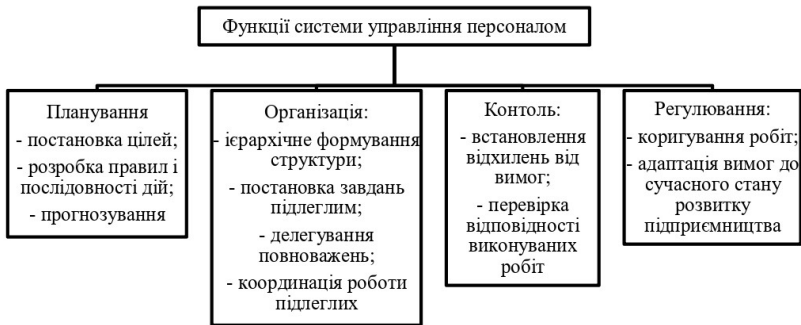 Функції системи управління персоналом
Планування
- постановка цілей;
- розробка правил і
послідовності дій;
- прогнозування
Організація:
- ієрархічне формування
структури;
- постановка завдань
підлеглим;
- делегування
повноважень;
- координація роботи
підлеглих
Контоль:
- встановлення
відхилень від
вимог;
- перевірка
відповідності
виконуваних
робіт
Регулювання:
- коригування робіт;
- адаптація вимог до
сучасного стану
розвитку
підприємництва